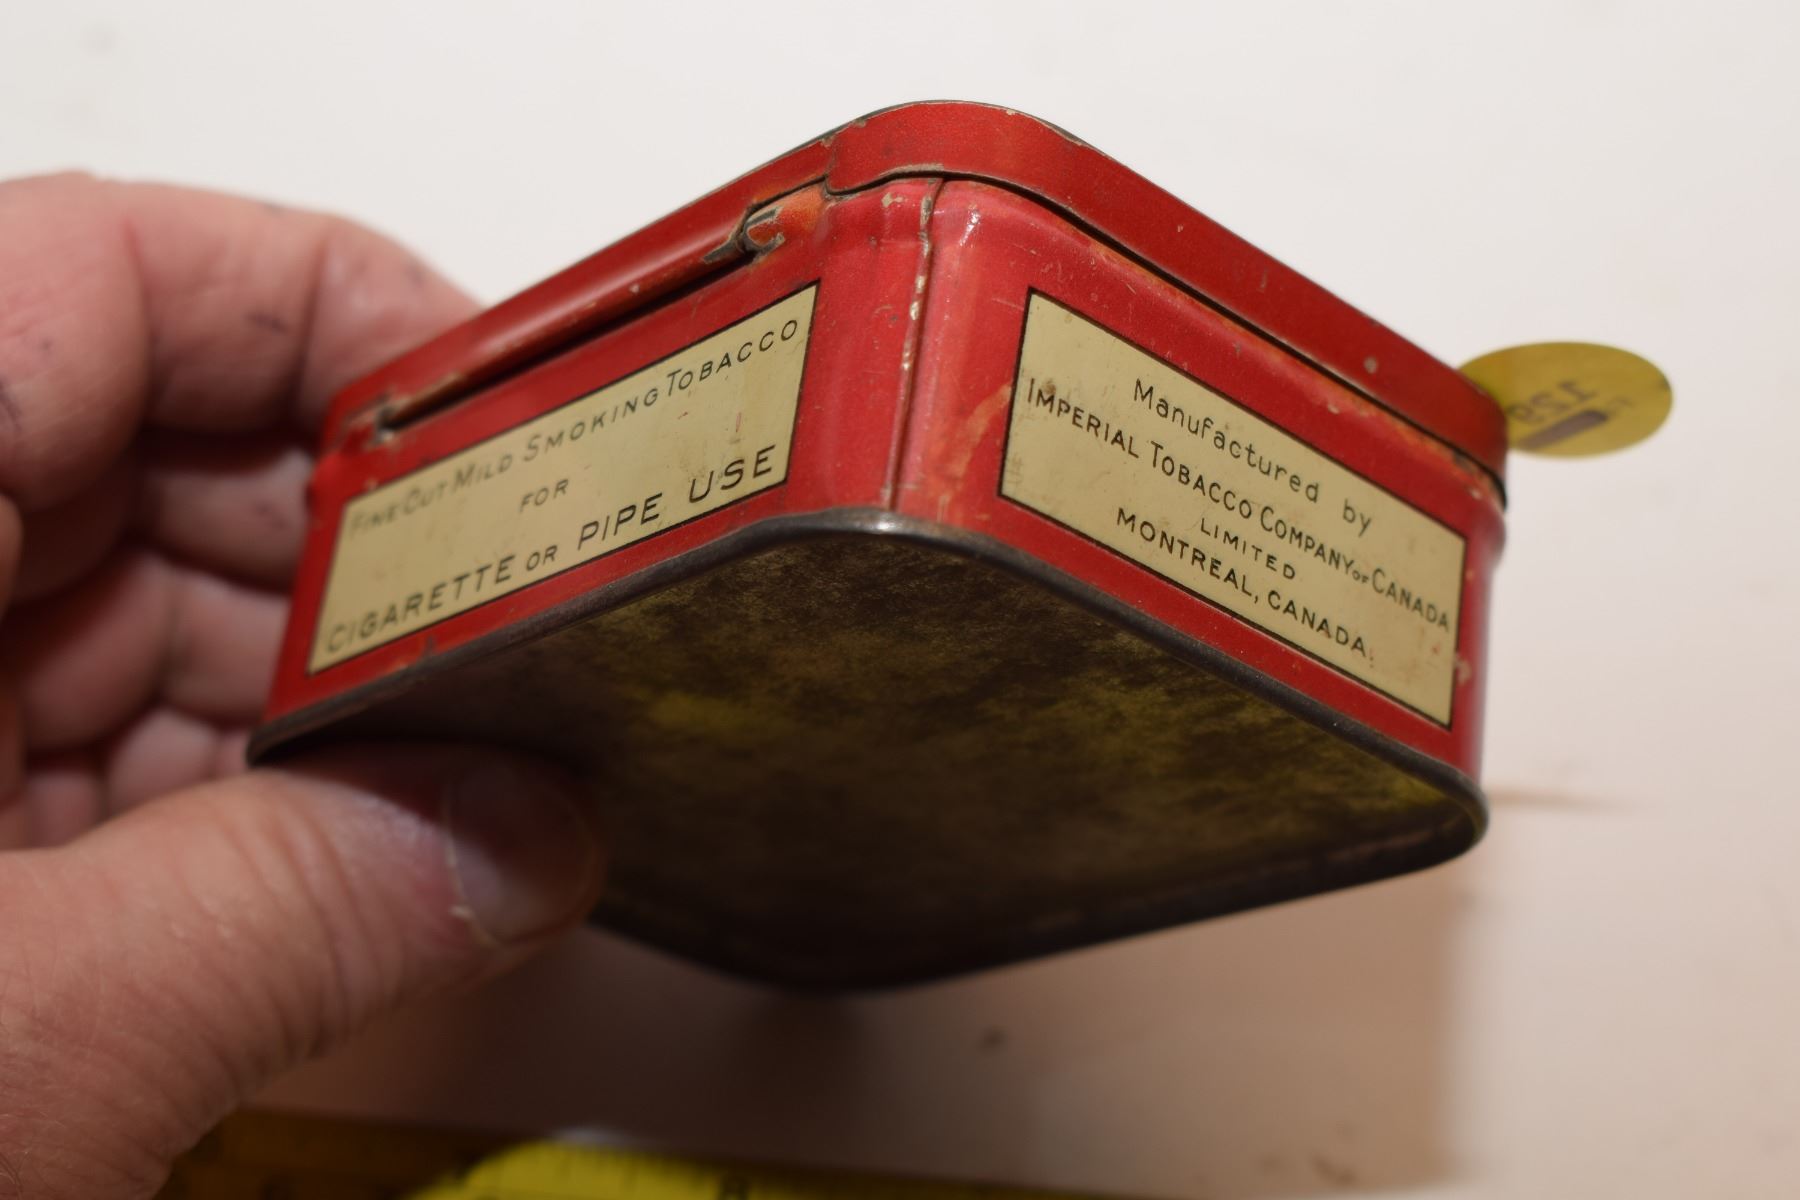 FINE CUT MILD SMOKING TOBACCO
FOR
CIGARETTE OR PIPE USE
Manufactured by
IMPERIAL TOBACCO COMPANY OF CANADA
LIMITED
MONTREAL, CANADA.